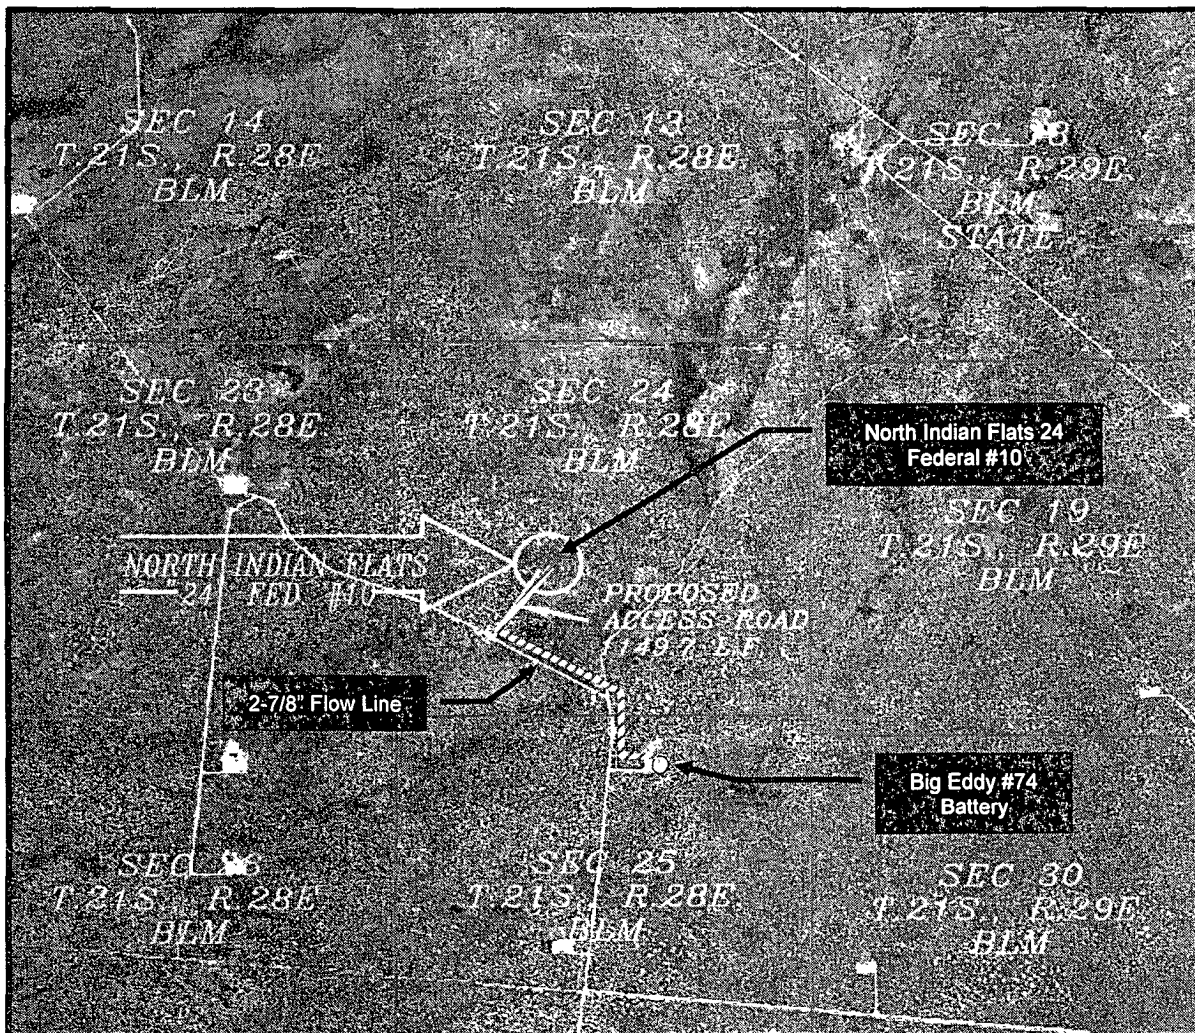 SEC 14
T.21S., R.28E.
BLM
SEC 13
T.21S., R.28E.
BLM
SEC 18
T.21S., R.29E.
BLM
STATE
SEC 23
T.21S., R.28E.
BLM
SEC 24
T.21S., R.28E.
BLM
North Indian Flats 24
Federal #10
SEC 19
T.21S., R.29E.
BLM
NORTH INDIAN FLATS
"24" FED #10
PROPOSED
ACCESS ROAD
1149.7 L.F.
2-7/8" Flow Line
Big Eddy #74
Battery
SEC 26
T.21S., R.28E.
BLM
SEC 25
T.21S., R.28E.
BLM
SEC 30
T.21S., R.29E.
BLM